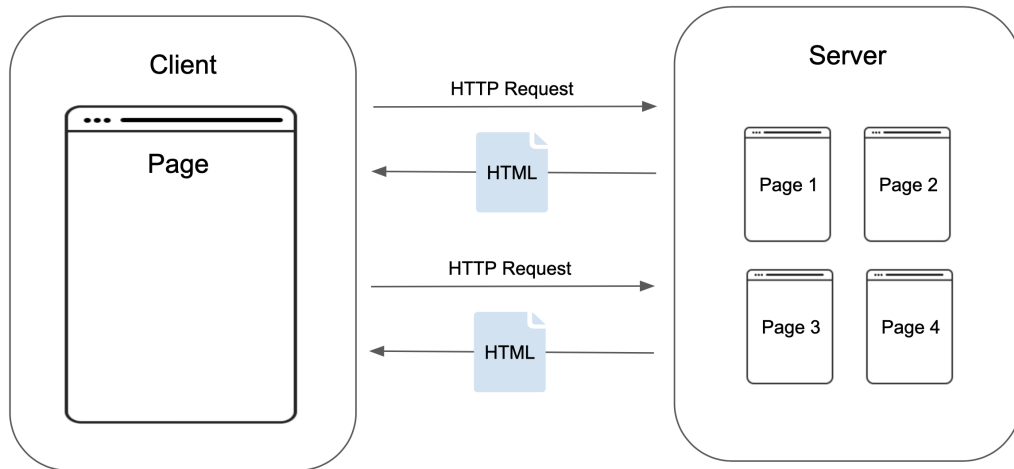 Client
Page
HTTP Request
HTML
HTTP Request
HTML
Server
Page 1
Page 2
Page 3
Page 4